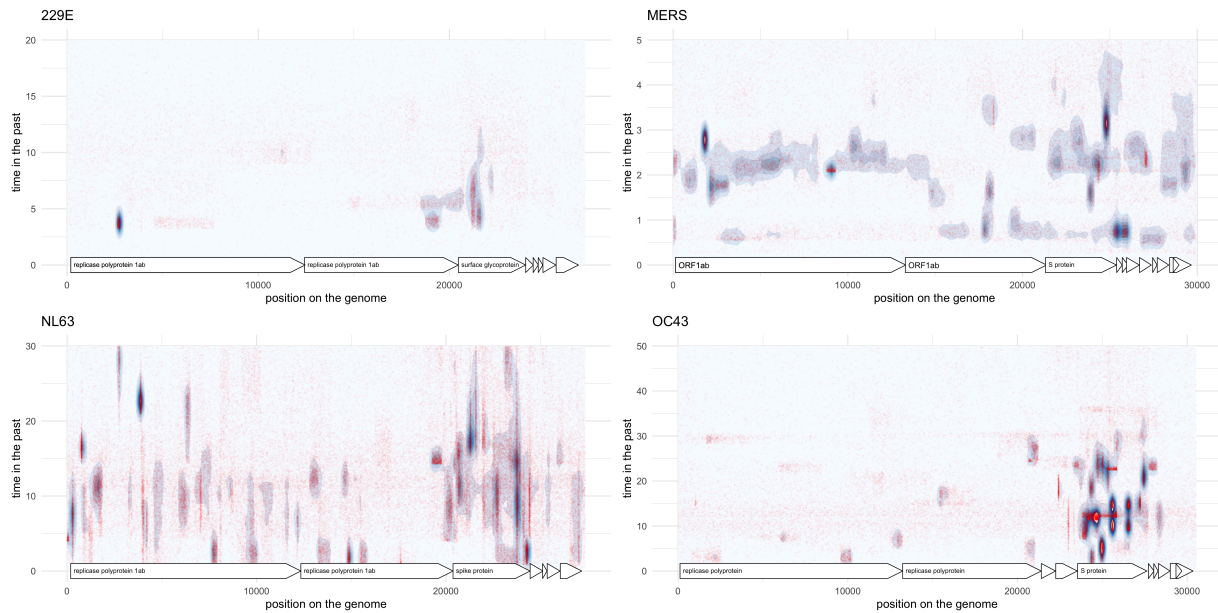 229E
20
15
10
5
0
time in the past
replicase polyprotein 1ab
replicase polyprotein 1ab
surface glycoprotein
0
10000
20000
position on the genome
MERS
5
4
3
2
1
0
time in the past
ORF1ab
ORF1ab
S protein
0
10000
20000
30000
position on the genome
NL63
30
20
10
0
time in the past
replicase polyprotein 1ab
replicase polyprotein 1ab
spike protein
0
10000
20000
position on the genome
OC43
50
40
30
20
10
0
time in the past
replicase polyprotein
replicase polyprotein
S protein
0
10000
20000
30000
position on the genome